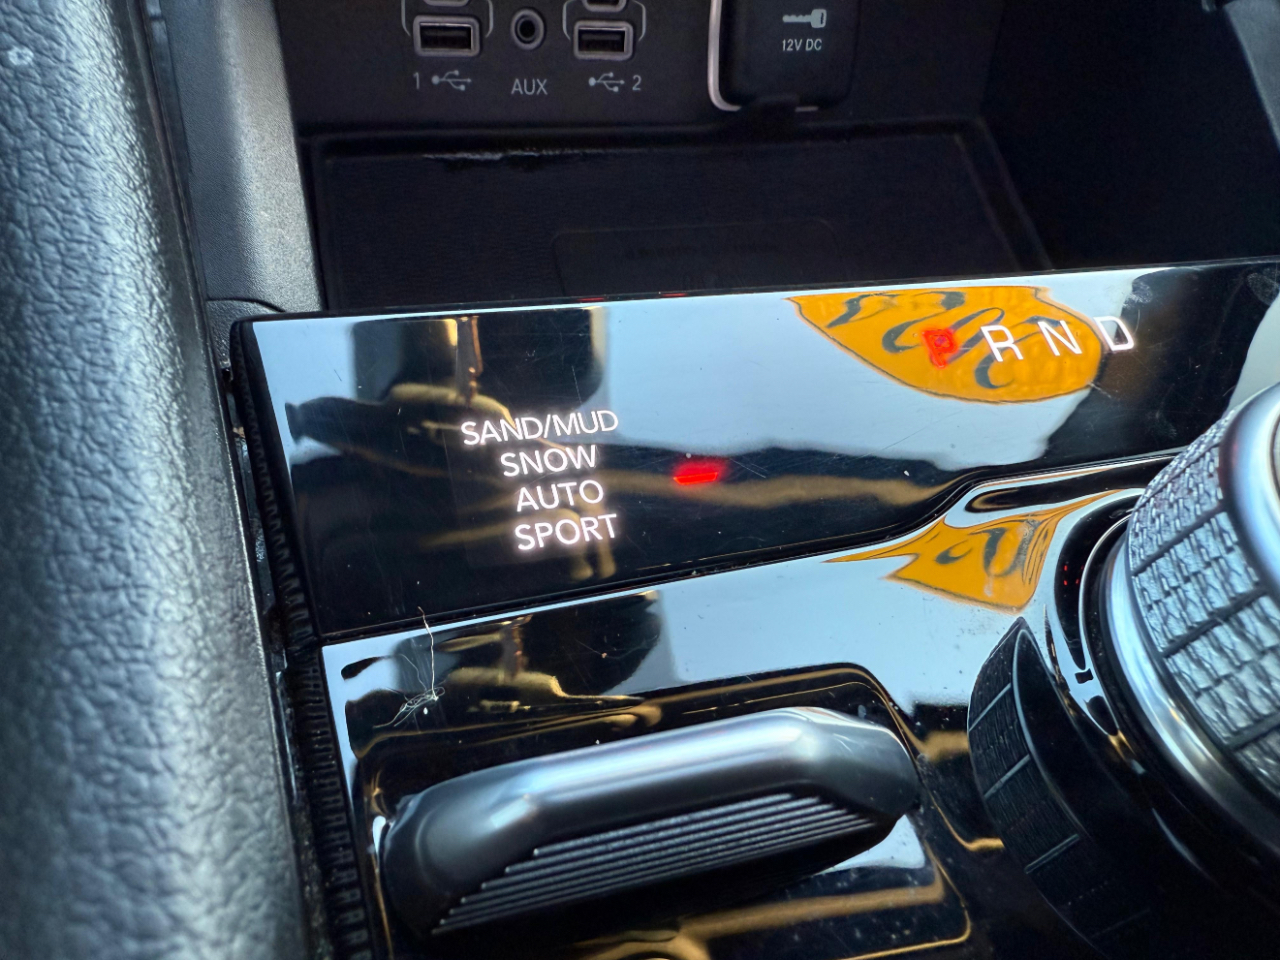 1 AUX 2
12V DC
P R N D
SAND/MUD
SNOW
AUTO
SPORT